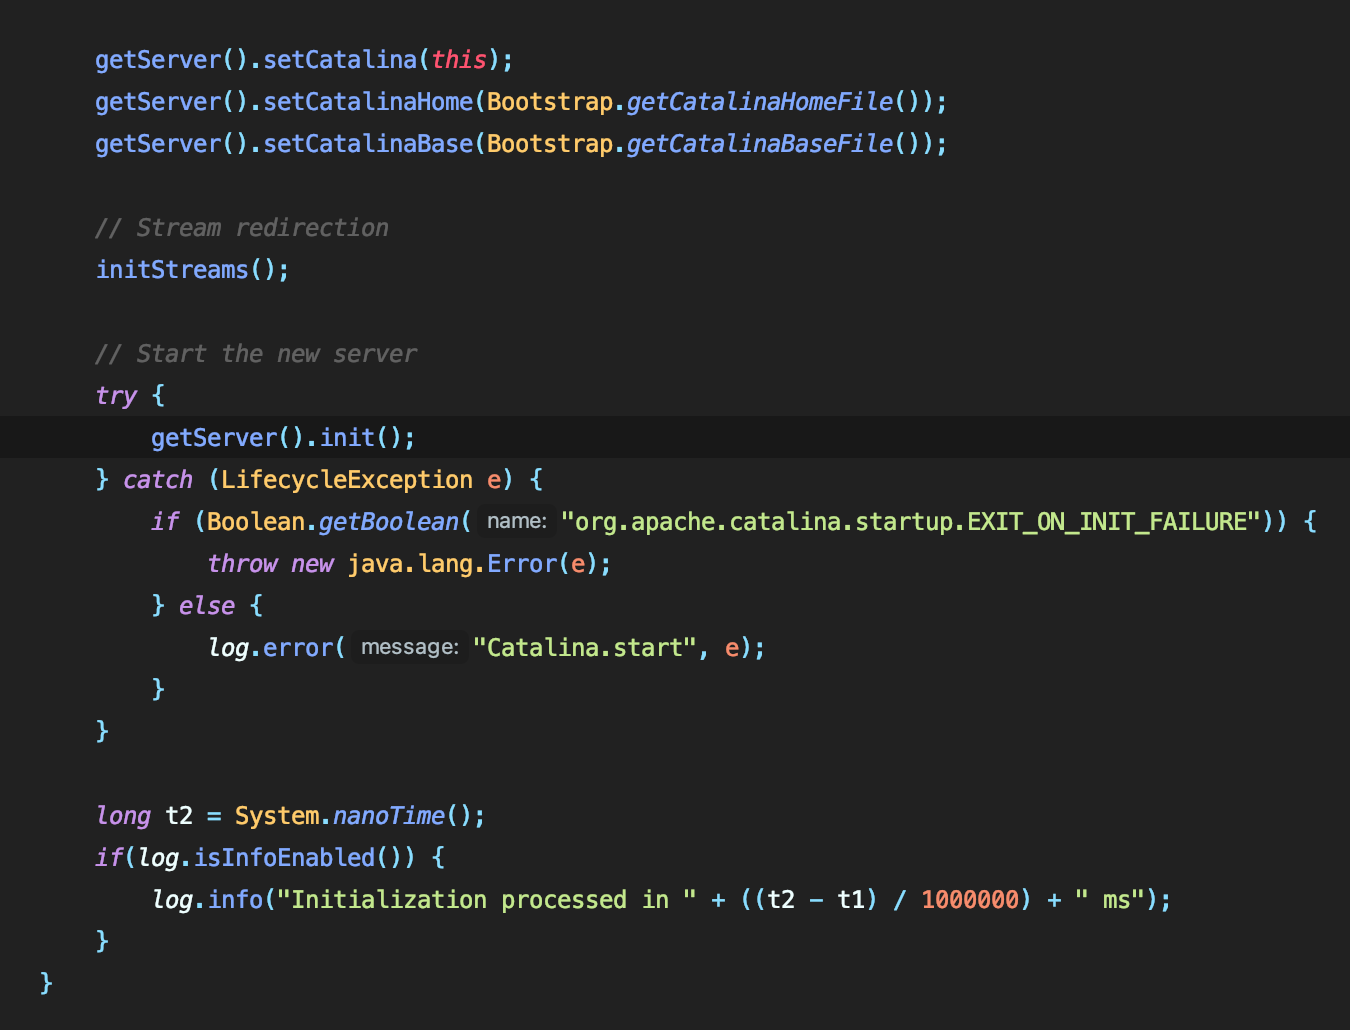 getServer().setCatalina(this);
getServer().setCatalinaHome(Bootstrap.getCatalinaHomeFile());
getServer().setCatalinaBase(Bootstrap.getCatalinaBaseFile());
// Stream redirection
initStreams();
// Start the new server
try {
getServer().init();
} catch (LifecycleException e) {
if (Boolean.getBoolean( name: "org.apache.catalina.startup.EXIT_ON_INIT_FAILURE")) {
throw new java.lang.Error(e);
} else {
log.error( message: "Catalina.start", e);
}
}
long t2 = System.nanoTime();
if(log.isInfoEnabled()) {
log.info("Initialization processed in " + ((t2 - t1) / 1000000) + " ms");
}
}